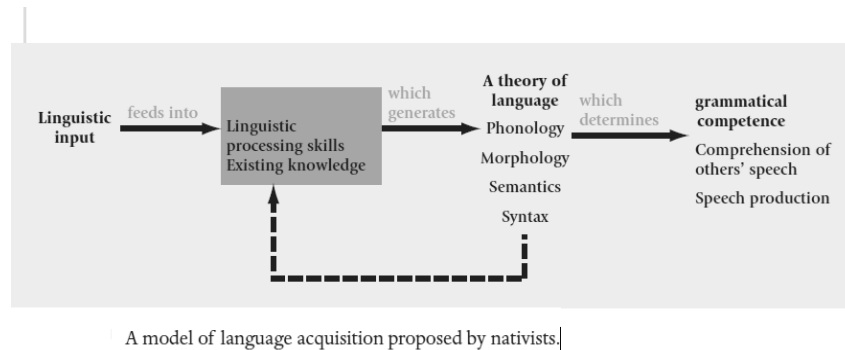 Linguistic
input
feeds into
Linguistic
processing skills
Existing knowledge
which
generates
A theory of
language
Phonology
Morphology
Semantics
Syntax
which
determines
grammatical
competence
Comprehension of
others’ speech
Speech production
A model of language acquisition proposed by nativists.